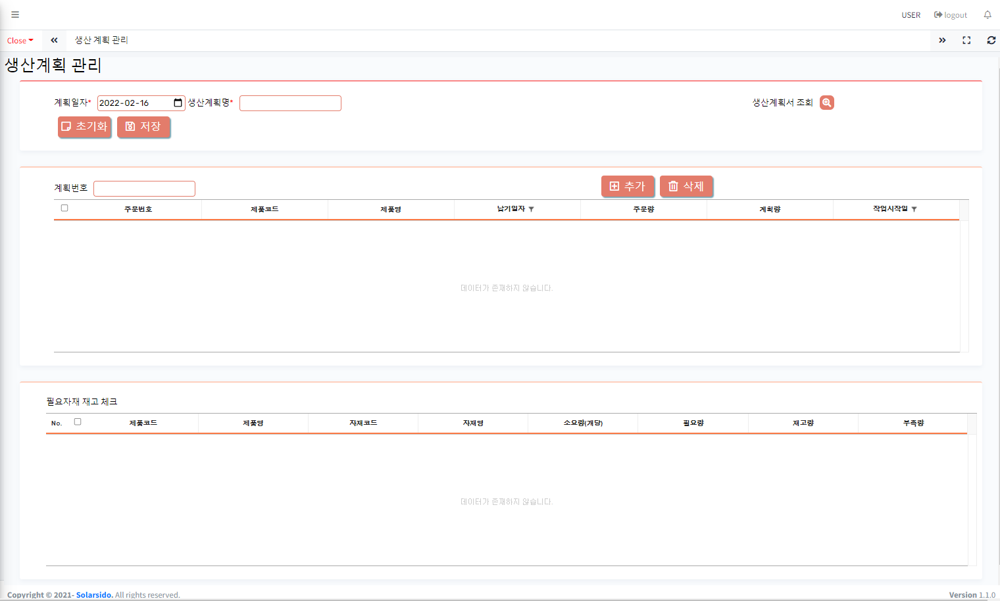 USER logout
Close 생산 계획 관리
생산계획 관리
계획일자* 2022-02-16 생산계획명* 생산계획서 조회
초기화 저장
계획번호 추가 삭제
주문번호 제품코드 제품명 납기일자 주문량 계획량 작업시작일
데이터가 존재하지 않습니다.
필요자재 재고 체크
No. 제품코드 제품명 자재코드 자재명 소요량(개당) 필요량 재고량 부족량
데이터가 존재하지 않습니다.
Copyright © 2021- Solarsido. All rights reserved. Version 1.1.0